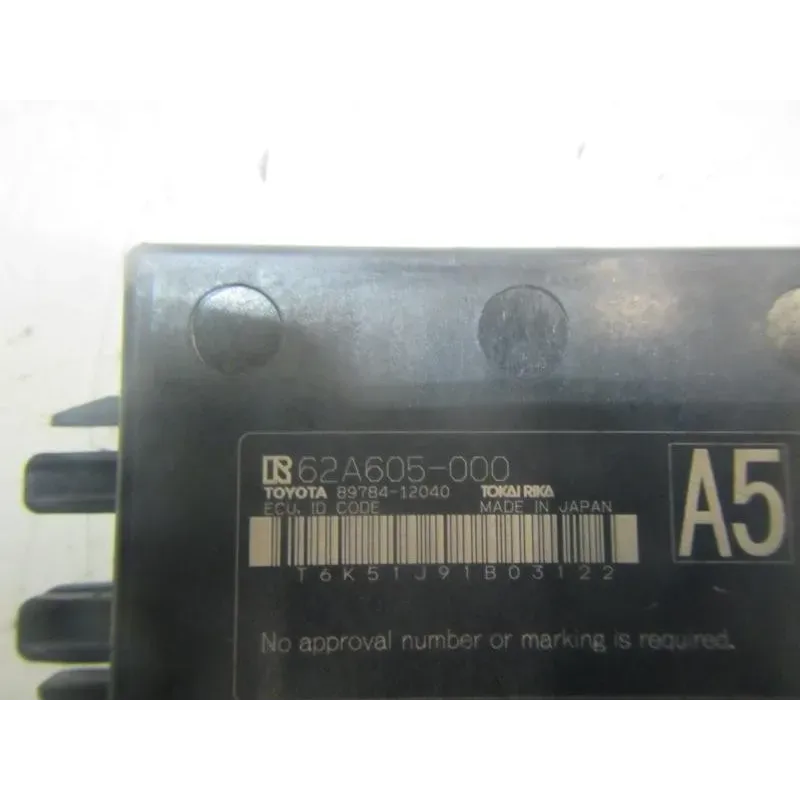 62A605-000
TOYOTA 89784-12040 TOKAI RIKA
ECU, ID CODE MADE IN JAPAN
A5
T6K51J91B03122
No approval number or marking is required.